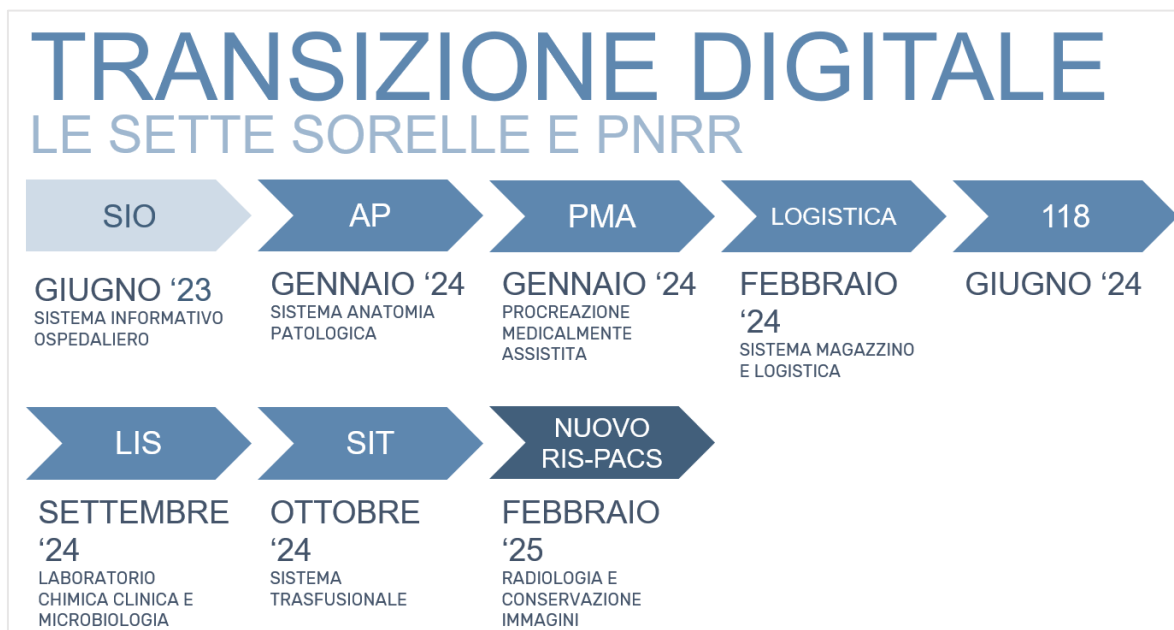 TRANSIZIONE DIGITALE
LE SETTE SORELLE E PNRR
SIO
GIUGNO ‘23
SISTEMA INFORMATIVO
OSPEDALIERO
AP
GENNAIO ‘24
SISTEMA ANATOMIA
PATOLOGICA
PMA
GENNAIO ‘24
PROCREAZIONE
MEDICALMENTE
ASSISTITA
LOGISTICA
FEBBRAIO
‘24
SISTEMA MAGAZZINO
E LOGISTICA
118
GIUGNO ‘24
LIS
SETTEMBRE
‘24
LABORATORIO
CHIMICA CLINICA E
MICROBIOLOGIA
SIT
OTTOBRE
‘24
SISTEMA
TRASFUSIONALE
NUOVO
RIS-PACS
FEBBRAIO
‘25
RADIOLOGIA E
CONSERVAZIONE
IMMAGINI